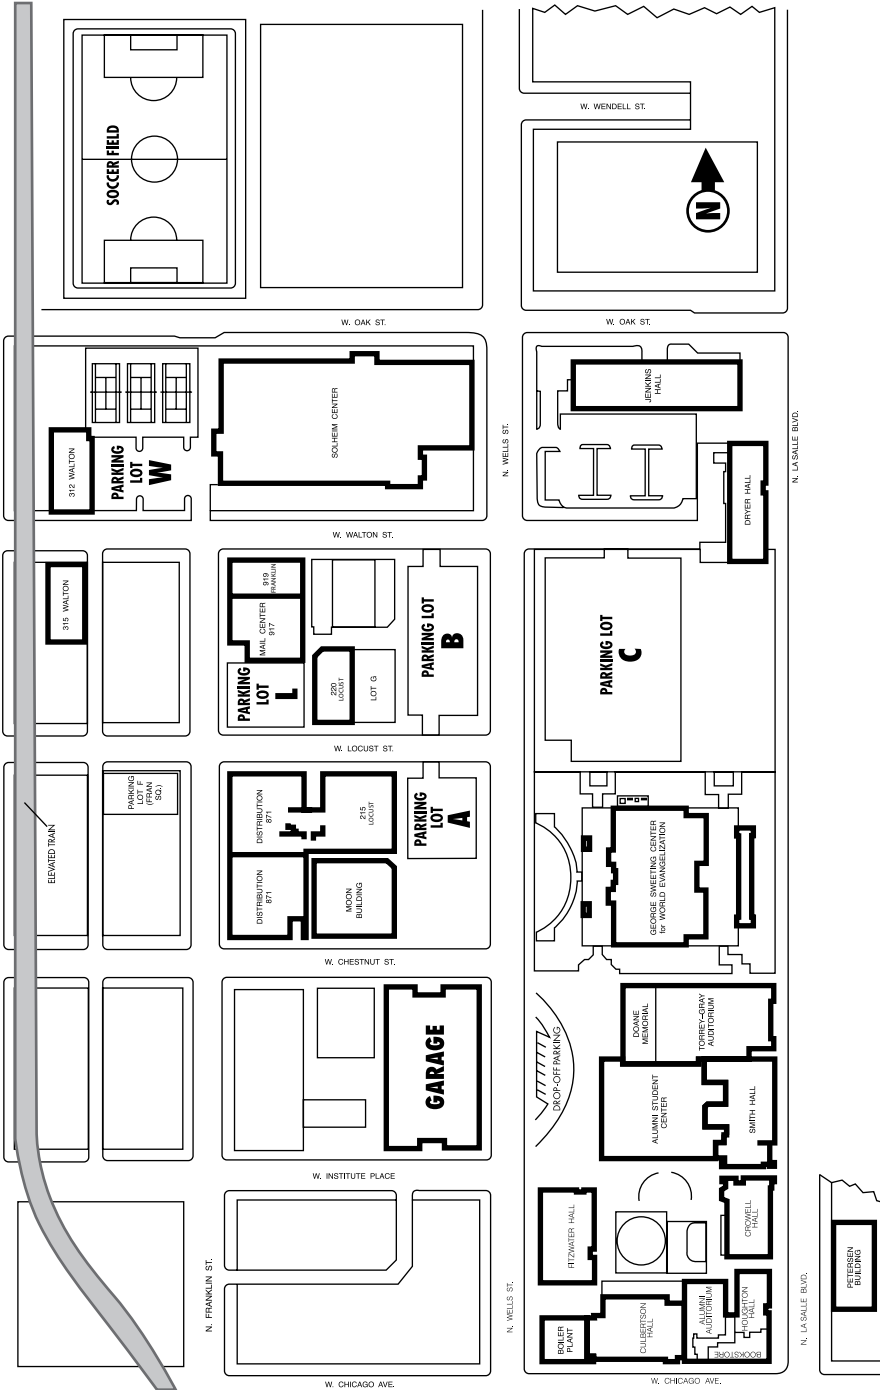 W. WENDELL ST.
SOCCER FIELD
N
W. OAK ST.
W. OAK ST.
JENKINS
HALL
SOLHEIM CENTER
N. WELLS ST.
N. LA SALLE BLVD.
312 WALTON
PARKING
LOT
W
DRYER HALL
W. WALTON ST.
315 WALTON
919
FRANKLIN
MAIL CENTER
917
PARKING LOT
B
PARKING LOT
C
PARKING
LOT
L
220
LOCUST
LOT G
W. LOCUST ST.
PARKING
LOT F
(FRAN
SQ.)
ELEVATED TRAIN
DISTRIBUTION
871
215
LOCUST
PARKING
LOT
A
DISTRIBUTION
871
MOON
BUILDING
GEORGE SWEETING CENTER
for WORLD EVANGELIZATION
W. CHESTNUT ST.
GARAGE
DROP-OFF PARKING
DOANE
MEMORIAL
TORREY–GRAY
AUDITORIUM
ALUMNI STUDENT
CENTER
SMITH HALL
W. INSTITUTE PLACE
FITZWATER HALL
CROWELL
HALL
PETERSEN
BUILDING
N. FRANKLIN ST.
N. WELLS ST.
N. LA SALLE BLVD.
BOILER
PLANT
CULBERTSON
HALL
ALUMNI
AUDITORIUM
HOUGHTON
HALL
BOOKSTORE
W. CHICAGO AVE.
W. CHICAGO AVE.